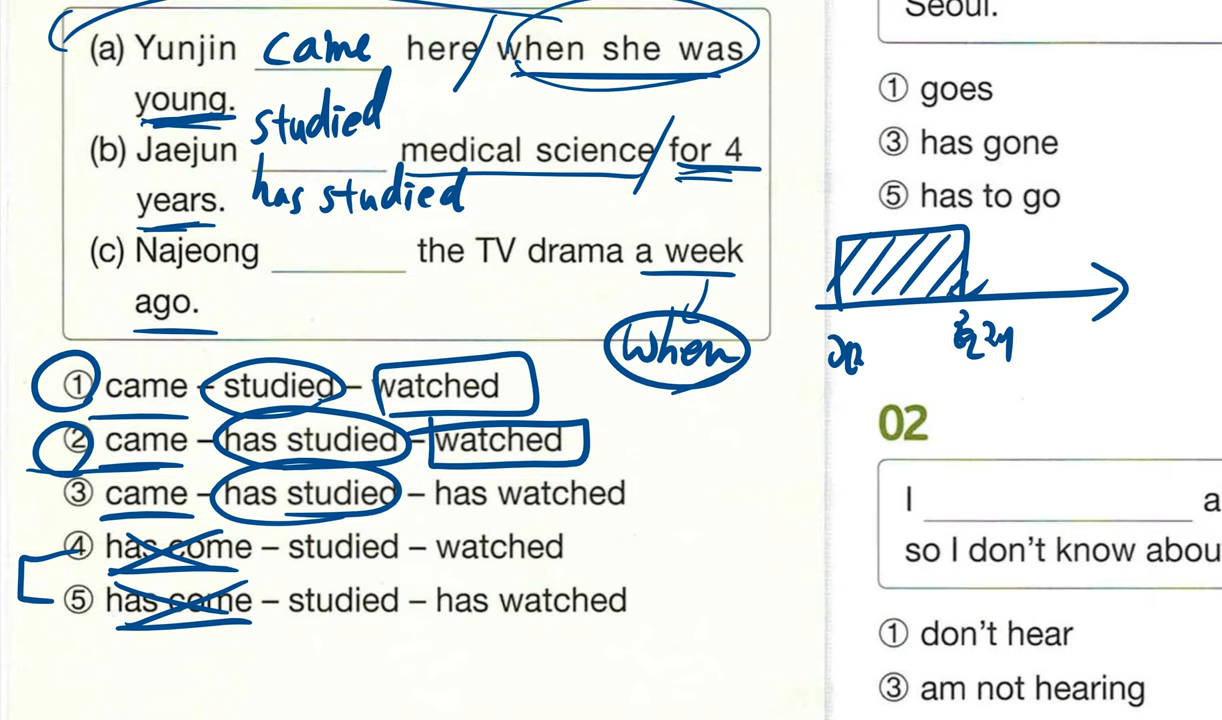 (a) Yunjin came here when she was
young.
studied
(b) Jaejun medical science for 4
years.
has studied
(c) Najeong the TV drama a week
ago.
when
① came – studied – watched
② came – has studied – watched
③ came – has studied – has watched
④ has come – studied – watched
⑤ has come – studied – has watched
Seoul.
① goes
③ has gone
⑤ has to go
02
I a
so I don't know abou
① don't hear
③ am not hearing